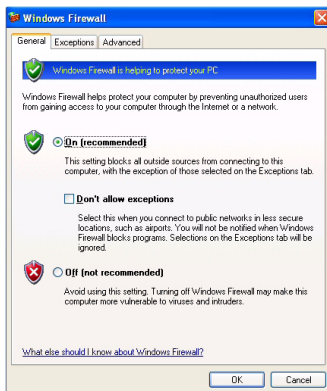 Windows Firewall
General Exceptions Advanced
Windows Firewall is helping to protect your PC
Windows Firewall helps protect your computer by preventing unauthorized users
from gaining access to your computer through the Internet or a network.
On (recommended)
This setting blocks all outside sources from connecting to this
computer, with the exception of those selected on the Exceptions tab.
Don't allow exceptions
Select this when you connect to public networks in less secure
locations, such as airports. You will not be notified when Windows
Firewall blocks programs. Selections on the Exceptions tab will be
ignored.
Off (not recommended)
Avoid using this setting. Turning off Windows Firewall may make this
computer more vulnerable to viruses and intruders.
What else should I know about Windows Firewall?
OK Cancel